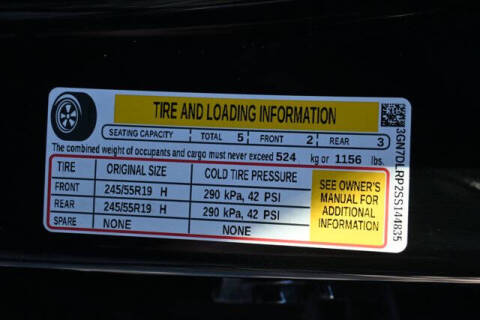 TIRE AND LOADING INFORMATION
SEATING CAPACITY TOTAL 5 FRONT 2 REAR 3
The combined weight of occupants and cargo must never exceed 524 kg or 1156 lbs.
TIRE ORIGINAL SIZE COLD TIRE PRESSURE
FRONT 245/55R19 H 290 kPa, 42 PSI
REAR 245/55R19 H 290 kPa, 42 PSI
SPARE NONE NONE
SEE OWNER'S
MANUAL FOR
ADDITIONAL
INFORMATION
3GN7DLRP2SS144835